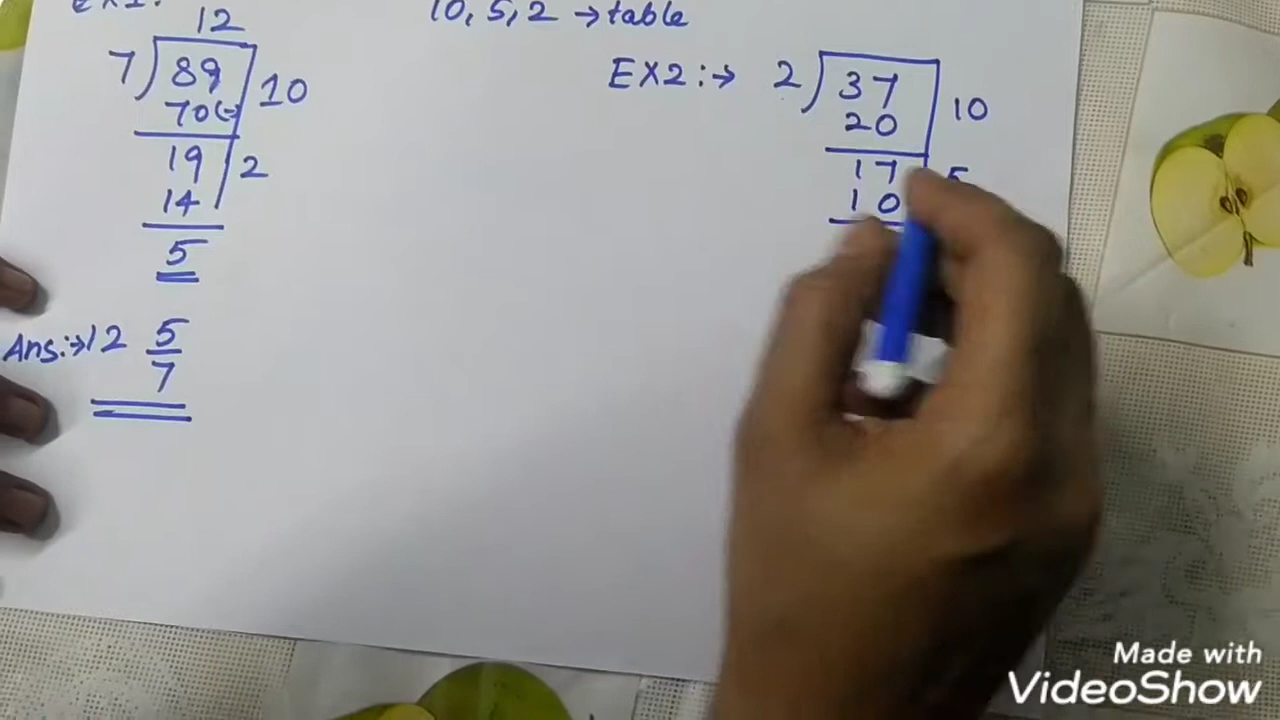 12
7 ) 89 10
70 (-)
19 2
14
5
Ans:→ 12 5/7
10, 5, 2 → table
EX2 :→ 2 ) 37 10
20
17 5
10
Made with
VideoShow